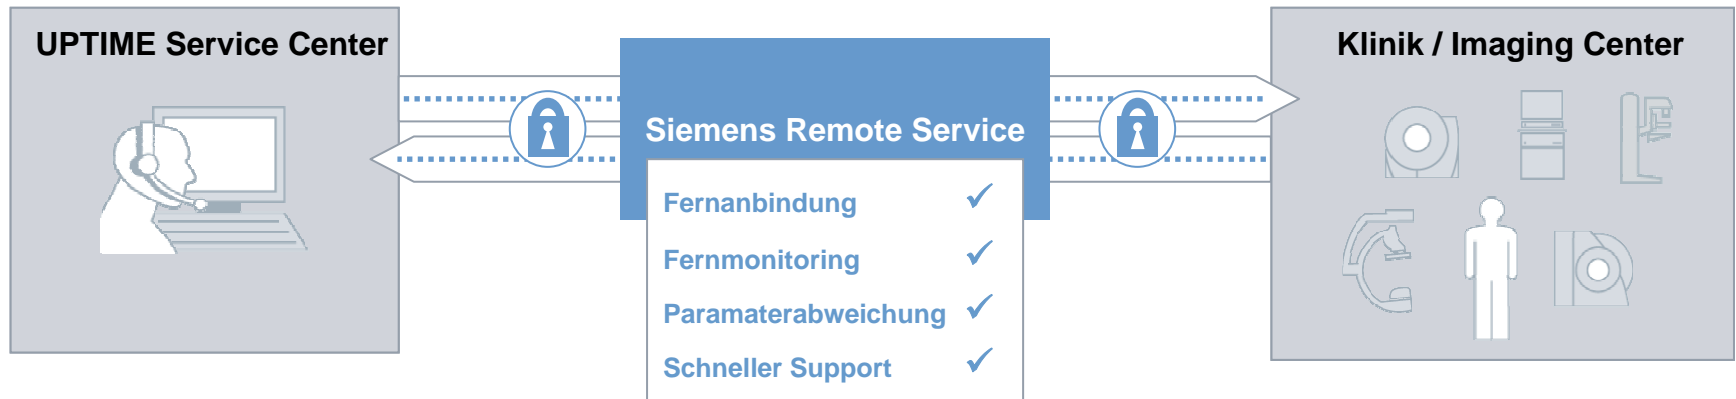 UPTIME Service Center
Siemens Remote Service
Fernanbindung
Fernmonitoring
Paramaterabweichung
Schneller Support
Klinik / Imaging Center